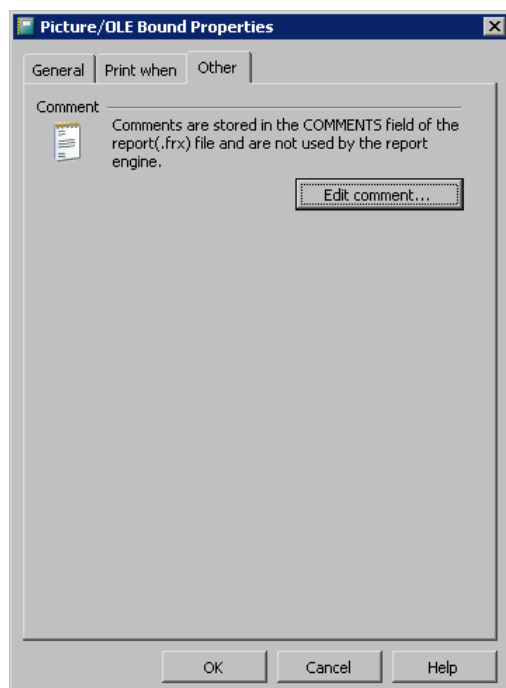 Picture/OLE Bound Properties
General Print when Other
Comment
Comments are stored in the COMMENTS field of the
report(.frx) file and are not used by the report
engine.
Edit comment...
OK Cancel Help